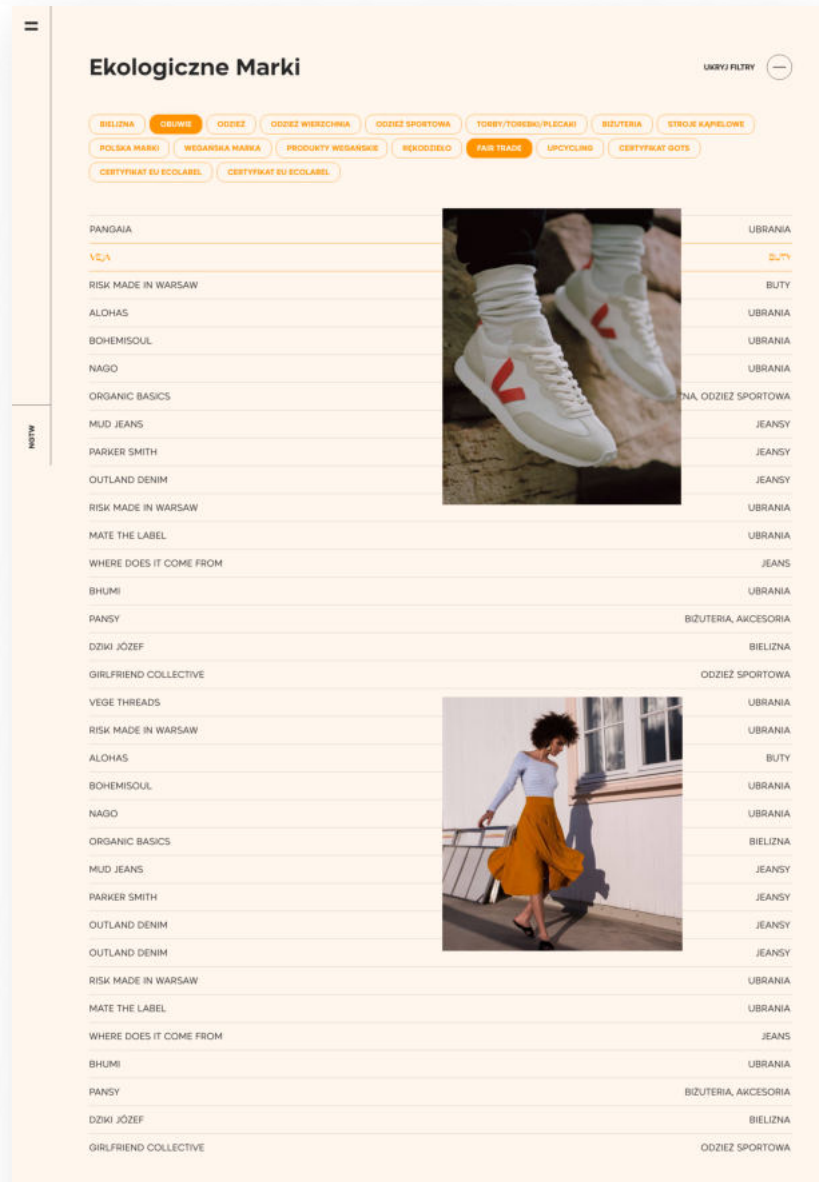 Ekologiczne Marki
UKRYJ FILTRY
BIELIZNA OBUWIE ODZIEŻ ODZIEŻ WIERZCHNIA ODZIEŻ SPORTOWA TORBY/TOREBKI/PLECAKI BIŻUTERIA STROJE KĄPIELOWE
POLSKA MARKI WEGAŃSKA MARKA PRODUKTY WEGAŃSKIE RĘKODZIEŁO FAIR TRADE UPCYCLING CERTYFIKAT GOTS
CERTYFIKAT EU ECOLABEL CERTYFIKAT EU ECOLABEL
PANGAIA UBRANIA
VEJA BUTY
RISK MADE IN WARSAW BUTY
ALOHAS UBRANIA
BOHEMISOUL UBRANIA
NAGO UBRANIA
ORGANIC BASICS NA, ODZIEŻ SPORTOWA
MUD JEANS JEANSY
PARKER SMITH JEANSY
OUTLAND DENIM JEANSY
RISK MADE IN WARSAW UBRANIA
MATE THE LABEL UBRANIA
WHERE DOES IT COME FROM JEANS
BHUMI UBRANIA
PANSY BIŻUTERIA, AKCESORIA
DZIKI JÓZEF BIELIZNA
GIRLFRIEND COLLECTIVE ODZIEŻ SPORTOWA
VEGE THREADS UBRANIA
RISK MADE IN WARSAW UBRANIA
ALOHAS BUTY
BOHEMISOUL UBRANIA
NAGO UBRANIA
ORGANIC BASICS BIELIZNA
MUD JEANS JEANSY
PARKER SMITH JEANSY
OUTLAND DENIM JEANSY
OUTLAND DENIM JEANSY
RISK MADE IN WARSAW UBRANIA
MATE THE LABEL UBRANIA
WHERE DOES IT COME FROM JEANS
BHUMI UBRANIA
PANSY BIŻUTERIA, AKCESORIA
DZIKI JÓZEF BIELIZNA
GIRLFRIEND COLLECTIVE ODZIEŻ SPORTOWA